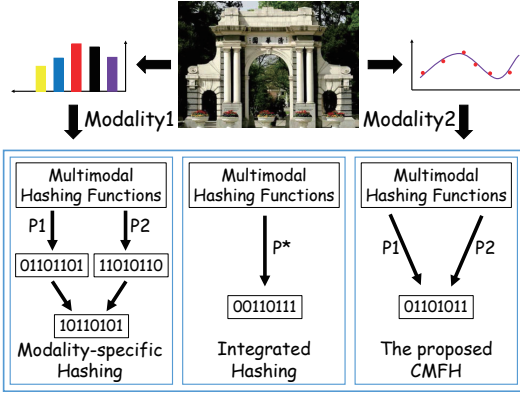 Modality1
Modality2
Multimodal
Hashing Functions
P1
P2
01101101
11010110
10110101
Modality-specific
Hashing
Multimodal
Hashing Functions
P*
00110111
Integrated
Hashing
Multimodal
Hashing Functions
P1
P2
01101011
The proposed
CMFH